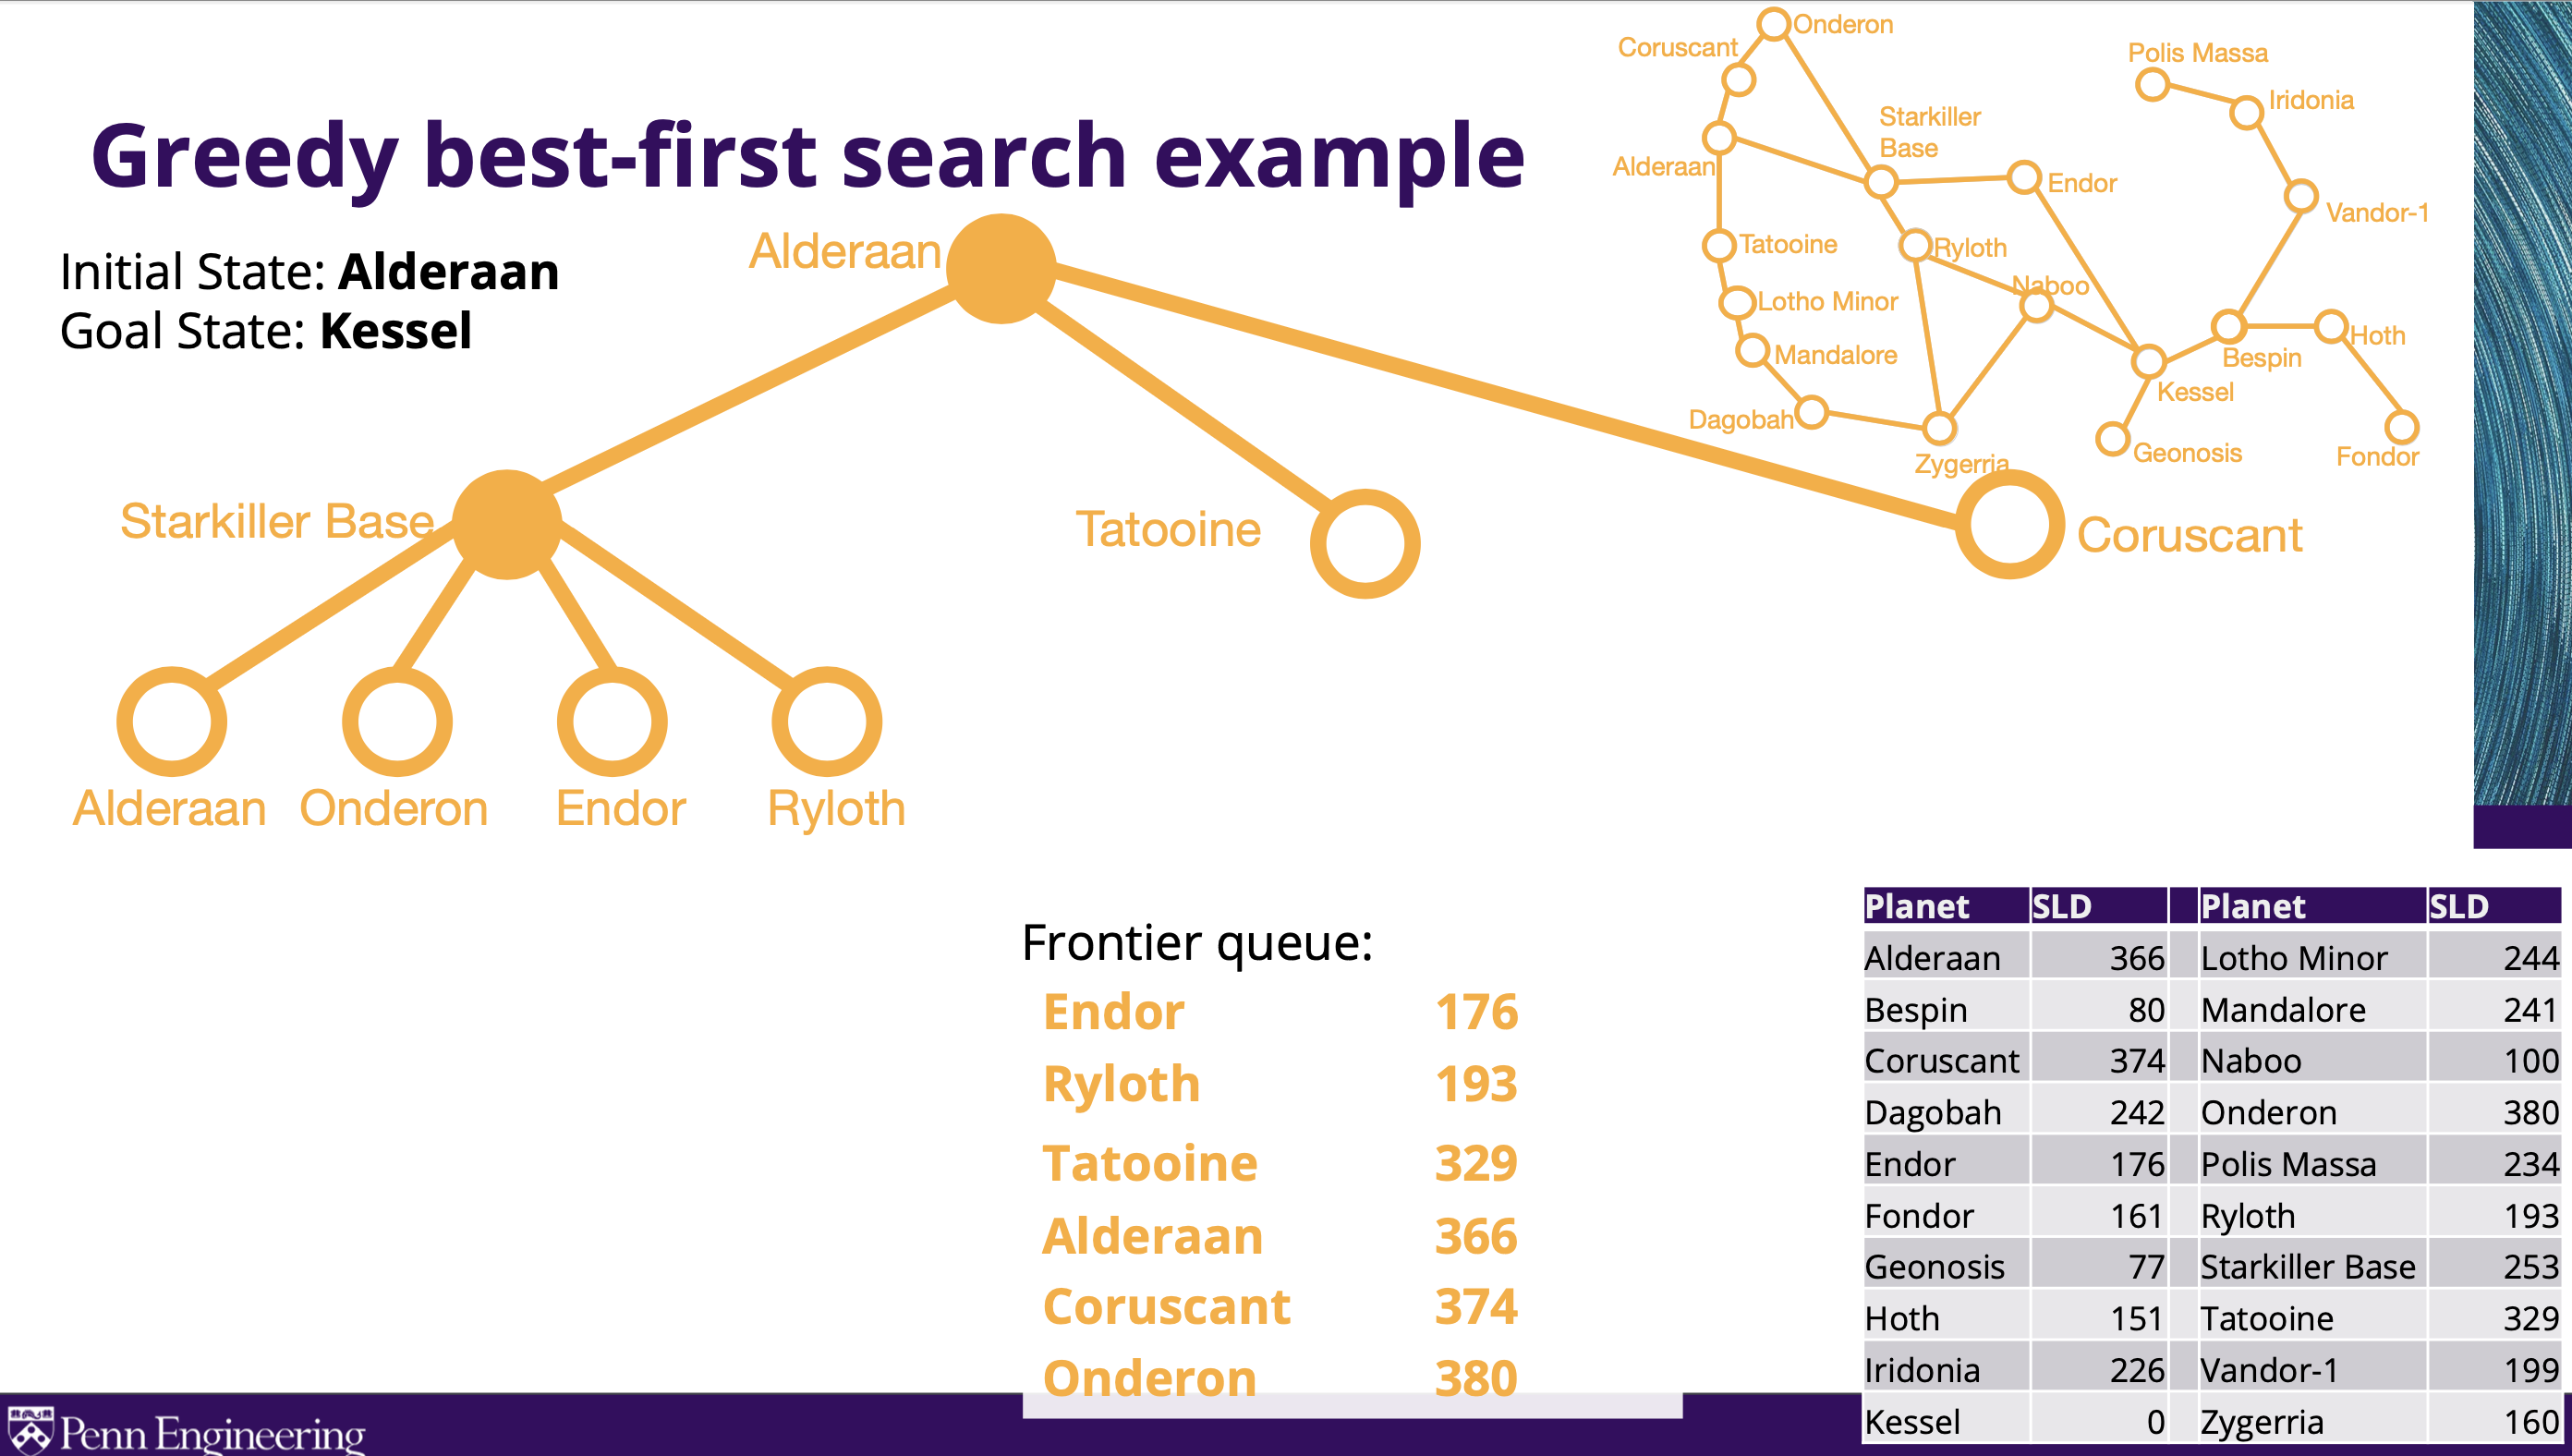 Greedy best-first search example
Initial State: Alderaan
Goal State: Kessel
Alderaan
Starkiller Base
Tatooine
Coruscant
Alderaan
Onderon
Endor
Ryloth
Onderon
Coruscant
Polis Massa
Iridonia
Starkiller
Base
Alderaan
Endor
Vandor-1
Tatooine
Ryloth
Naboo
Lotho Minor
Hoth
Mandalore
Bespin
Kessel
Dagobah
Geonosis
Fondor
Zygerria
Frontier queue:
Endor 176
Ryloth 193
Tatooine 329
Alderaan 366
Coruscant 374
Onderon 380
Planet SLD Planet SLD
Alderaan 366 Lotho Minor 244
Bespin 80 Mandalore 241
Coruscant 374 Naboo 100
Dagobah 242 Onderon 380
Endor 176 Polis Massa 234
Fondor 161 Ryloth 193
Geonosis 77 Starkiller Base 253
Hoth 151 Tatooine 329
Iridonia 226 Vandor-1 199
Kessel 0 Zygerria 160
Penn Engineering